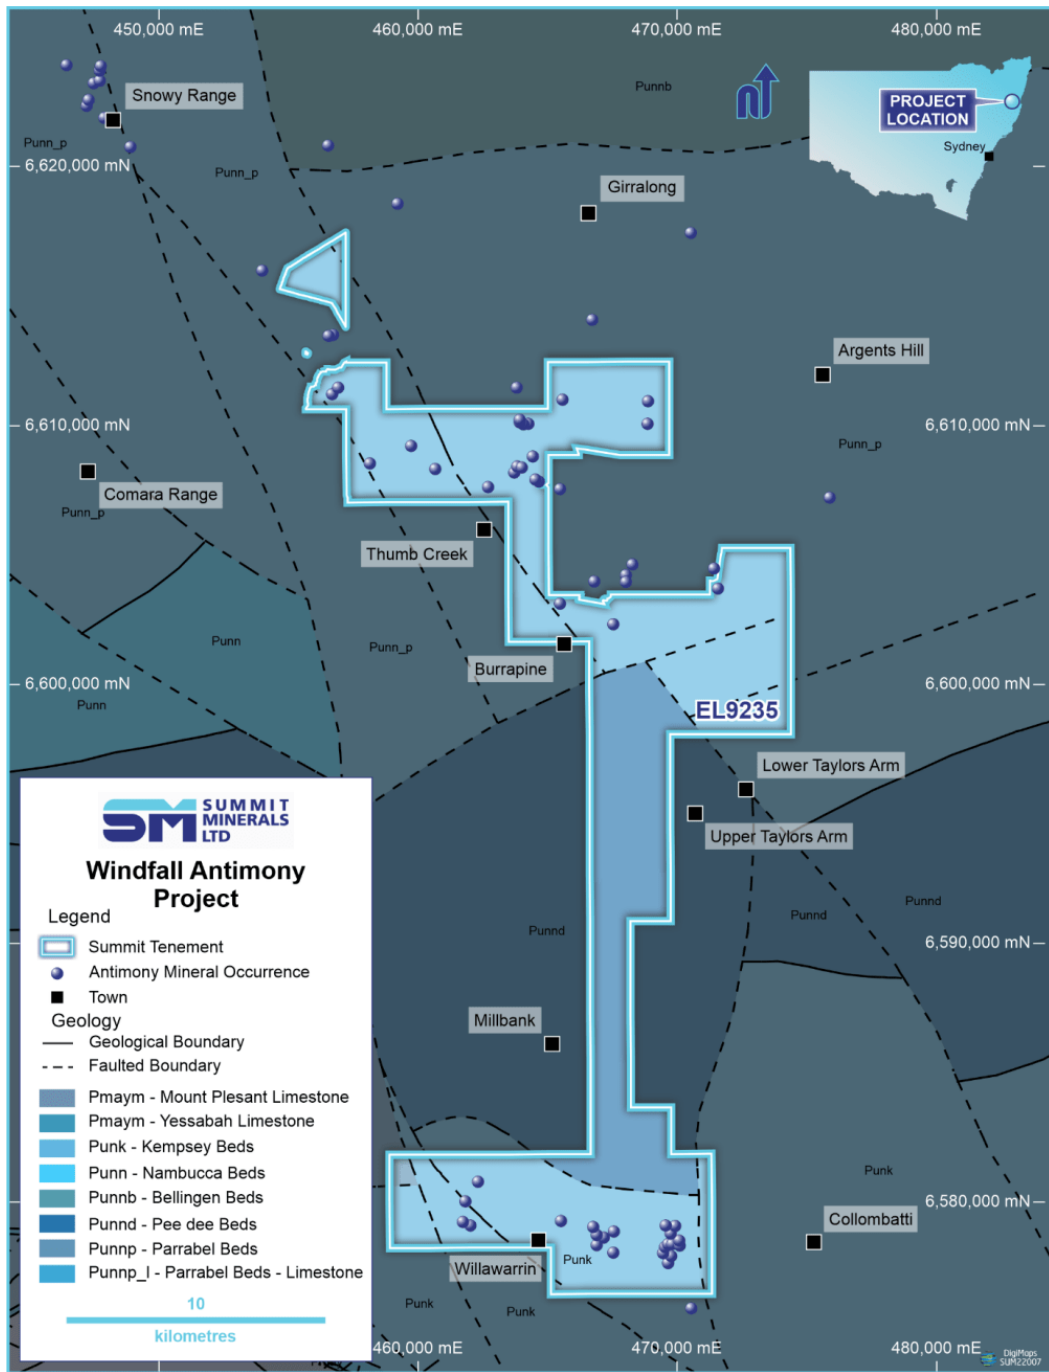 450,000 mE
460,000 mE
470,000 mE
480,000 mE
Snowy Range
Punn_p
Punnb
PROJECT
LOCATION
Sydney
6,620,000 mN
Punn_p
Girralong
Argents Hill
6,610,000 mN
Punn_p
Comara Range
Punn_p
Thumb Creek
Punn
Punn_p
Burrapine
6,600,000 mN
6,600,000 mN
Punn
EL9235
Lower Taylors Arm
Upper Taylors Arm
SM SUMMIT
MINERALS
LTD
Windfall Antimony
Project
Legend
Summit Tenement
Antimony Mineral Occurrence
Town
Geology
Geological Boundary
Faulted Boundary
Pmaym - Mount Plesant Limestone
Pmaym - Yessabah Limestone
Punk - Kempsey Beds
Punn - Nambucca Beds
Punnb - Bellingen Beds
Punnd - Pee dee Beds
Punnp - Parrabel Beds
Punnp_l - Parrabel Beds - Limestone
10
kilometres
Punnd
Punnd
Punnd
6,590,000 mN
Millbank
Punk
6,580,000 mN
Collombatti
Willawarrin
Punk
Punk
Punk
460,000 mE
470,000 mE
480,000 mE
6,610,000 mN
DigiMaps
SUM22007